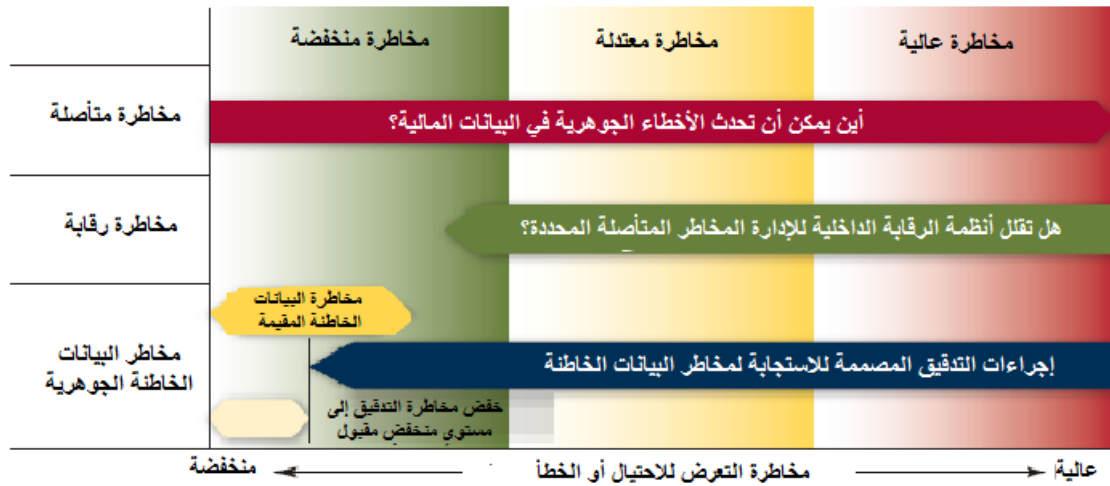 مخاطرة عالية
مخاطرة معتدلة
مخاطرة منخفضة
مخاطرة متأصلة
أين يمكن أن تحدث الأخطاء الجوهرية في البيانات المالية؟
مخاطرة رقابة
هل تقلل أنظمة الرقابة الداخلية للإدارة المخاطر المتأصلة المحددة؟
مخاطر البيانات
الخاطئة الجوهرية
مخاطرة البيانات
الخاطئة المقيمة
إجراءات التدقيق المصممة للاستجابة لمخاطر البيانات الخاطئة
خفض مخاطرة التدقيق إلى
مستوي منخفض مقبول
عالية
مخاطرة التعرض للاحتيال أو الخطأ
منخفضة